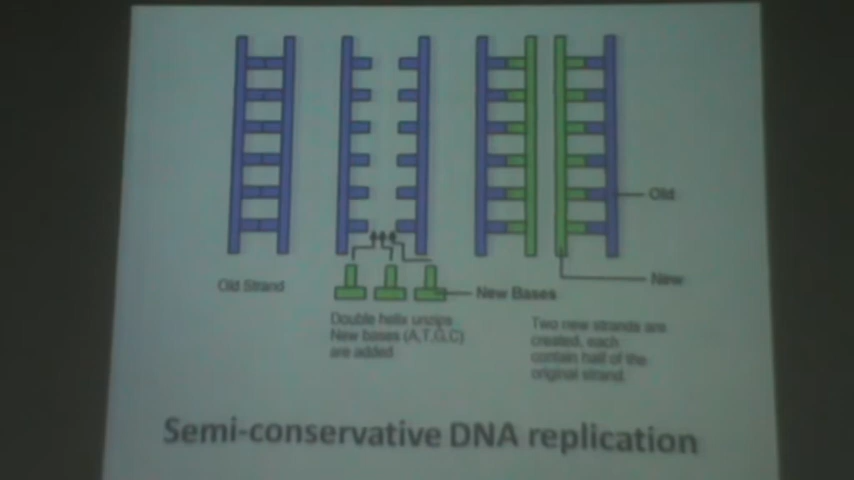 Old
New
Old Strand
New Bases
Double helix unzips
New bases (A,T,G,C)
are added
Two new strands are
created, each
contain half of the
original strand.
Semi-conservative DNA replication